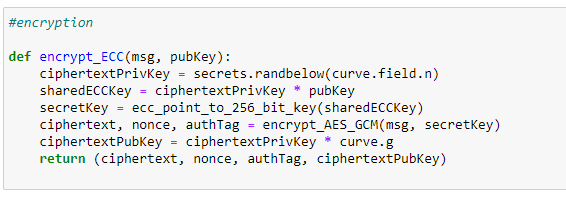 #encryption
def encrypt_ECC(msg, pubKey):
    ciphertextPrivKey = secrets.randbelow(curve.field.n)
    sharedECCKey = ciphertextPrivKey * pubKey
    secretKey = ecc_point_to_256_bit_key(sharedECCKey)
    ciphertext, nonce, authTag = encrypt_AES_GCM(msg, secretKey)
    ciphertextPubKey = ciphertextPrivKey * curve.g
    return (ciphertext, nonce, authTag, ciphertextPubKey)